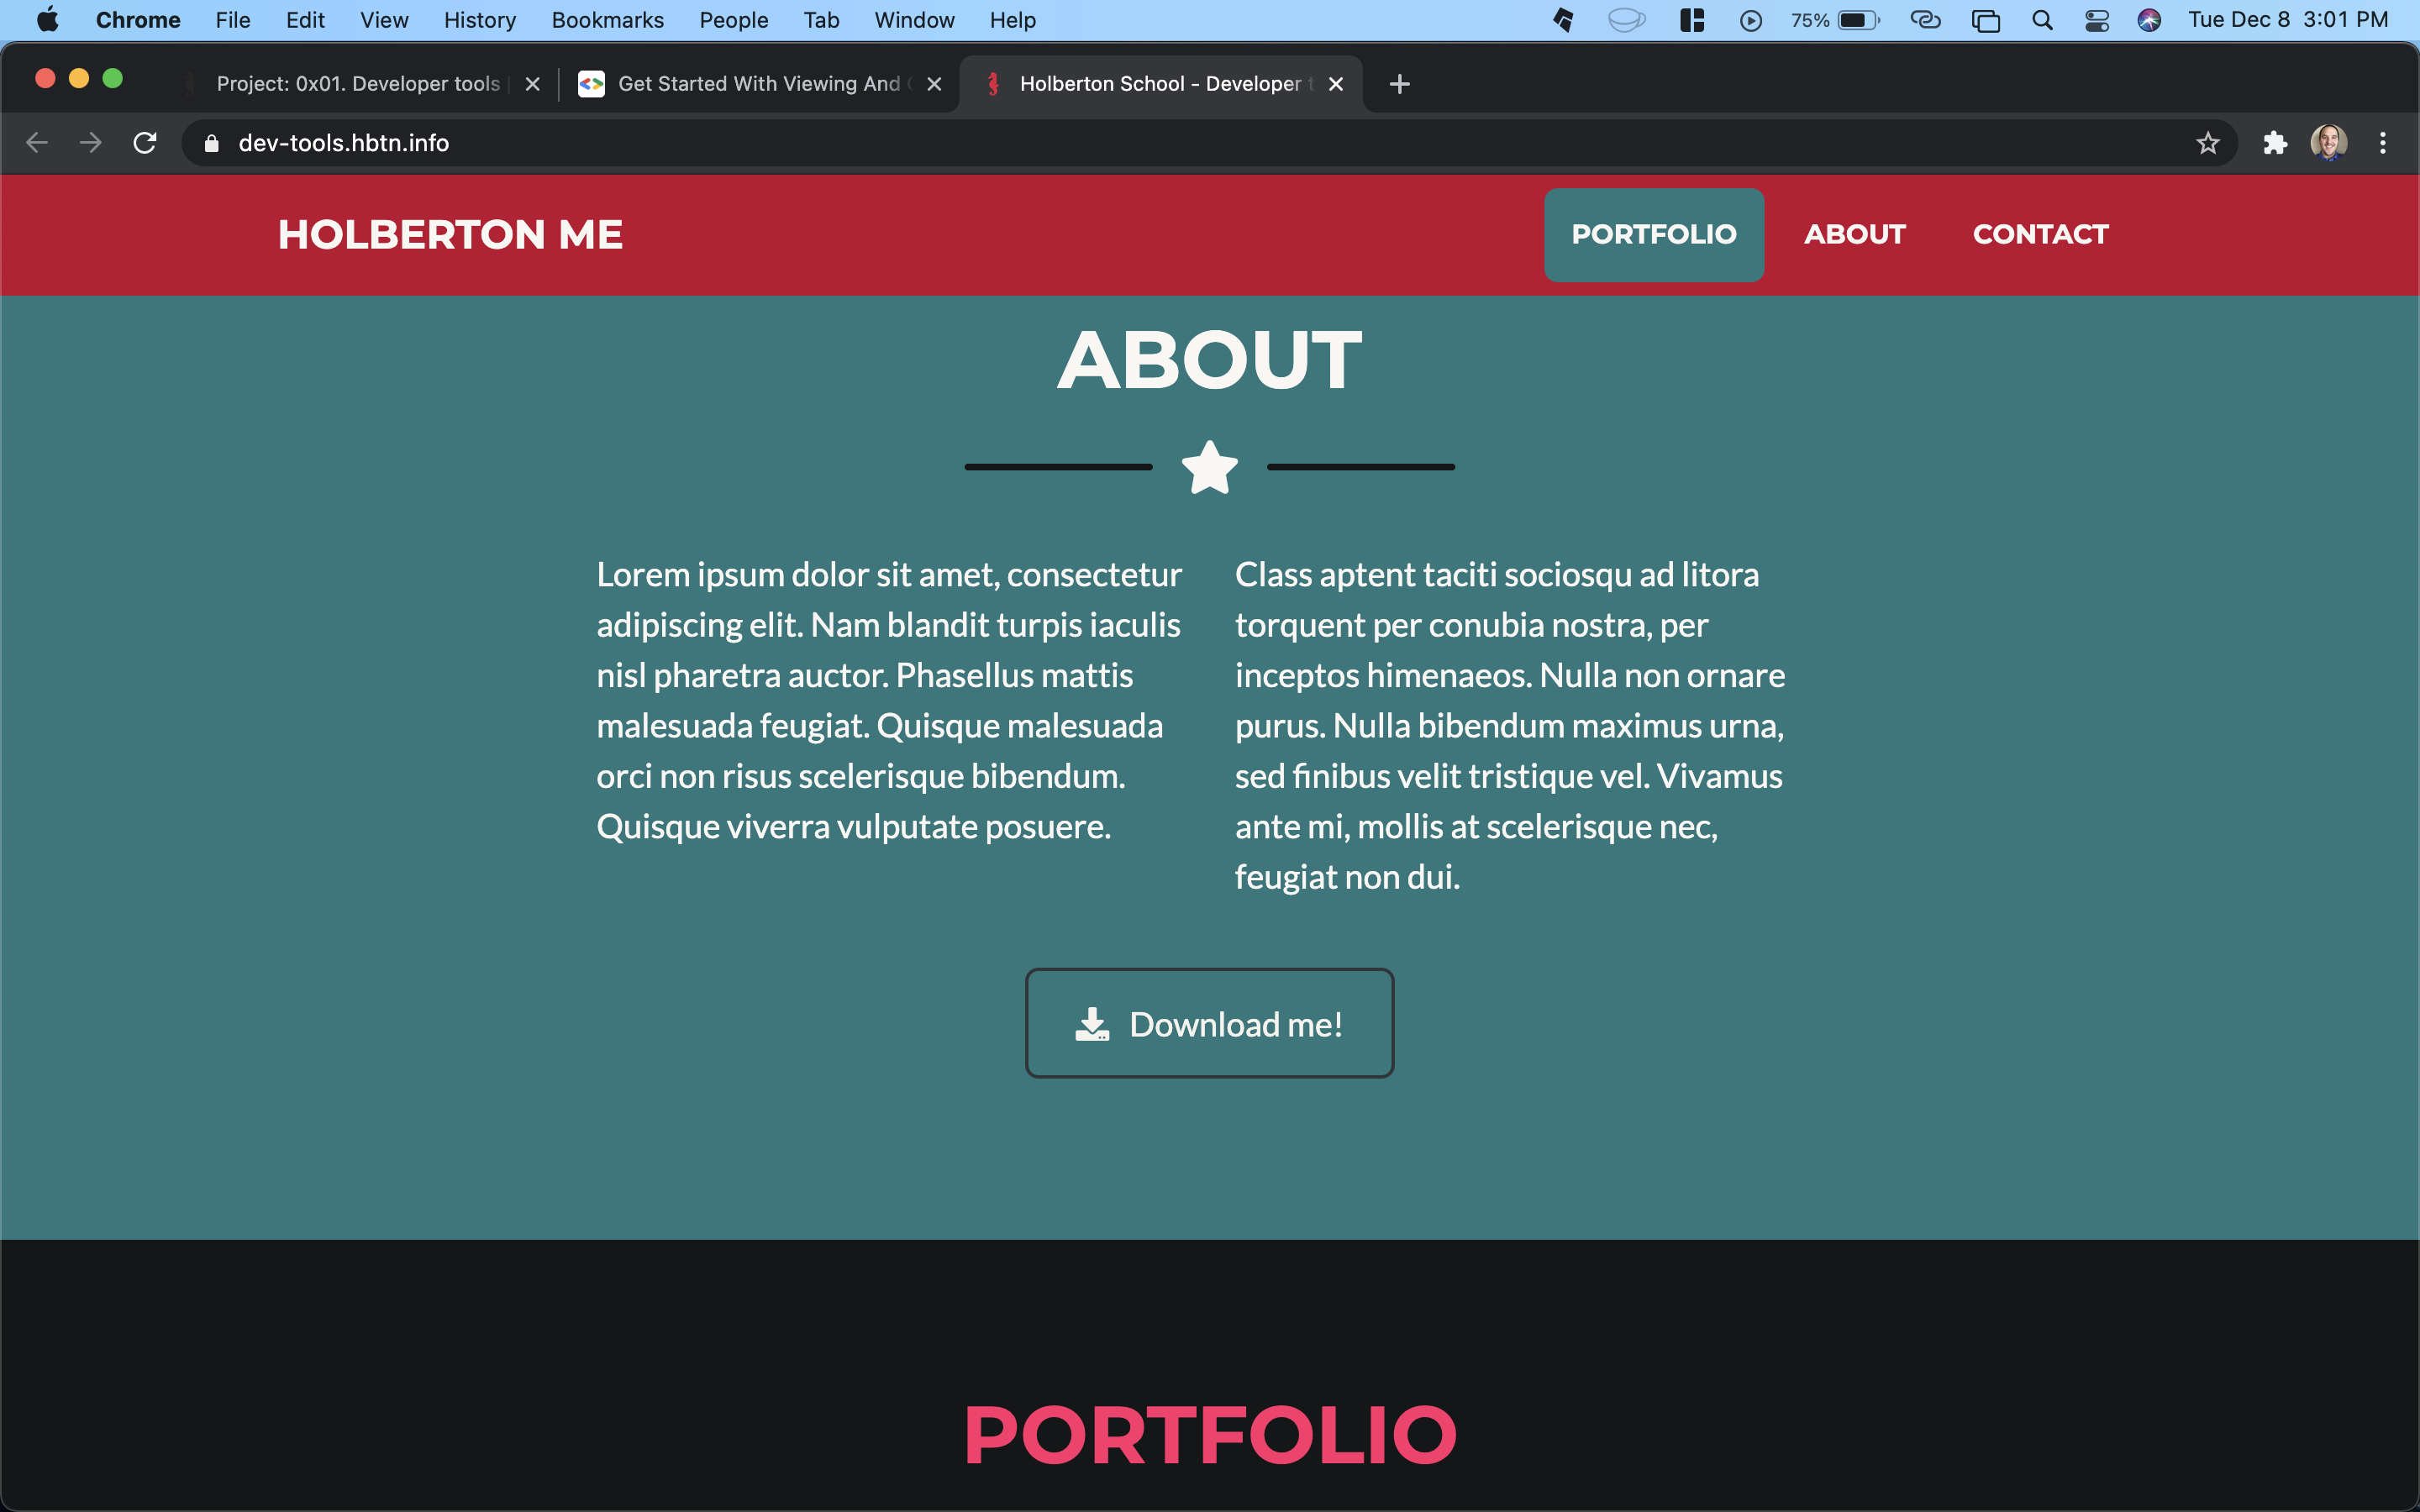 Chrome File Edit View History Bookmarks People Tab Window Help 75% Tue Dec 8 3:01 PM
Project: 0x01. Developer tools Get Started With Viewing And Holberton School - Developer
dev-tools.hbtn.info
HOLBERTON ME PORTFOLIO ABOUT CONTACT
ABOUT
Lorem ipsum dolor sit amet, consectetur
adipiscing elit. Nam blandit turpis iaculis
nisl pharetra auctor. Phasellus mattis
malesuada feugiat. Quisque malesuada
orci non risus scelerisque bibendum.
Quisque viverra vulputate posuere.
Class aptent taciti sociosqu ad litora
torquent per conubia nostra, per
inceptos himenaeos. Nulla non ornare
purus. Nulla bibendum maximus urna,
sed finibus velit tristique vel. Vivamus
ante mi, mollis at scelerisque nec,
feugiat non dui.
Download me!
PORTFOLIO